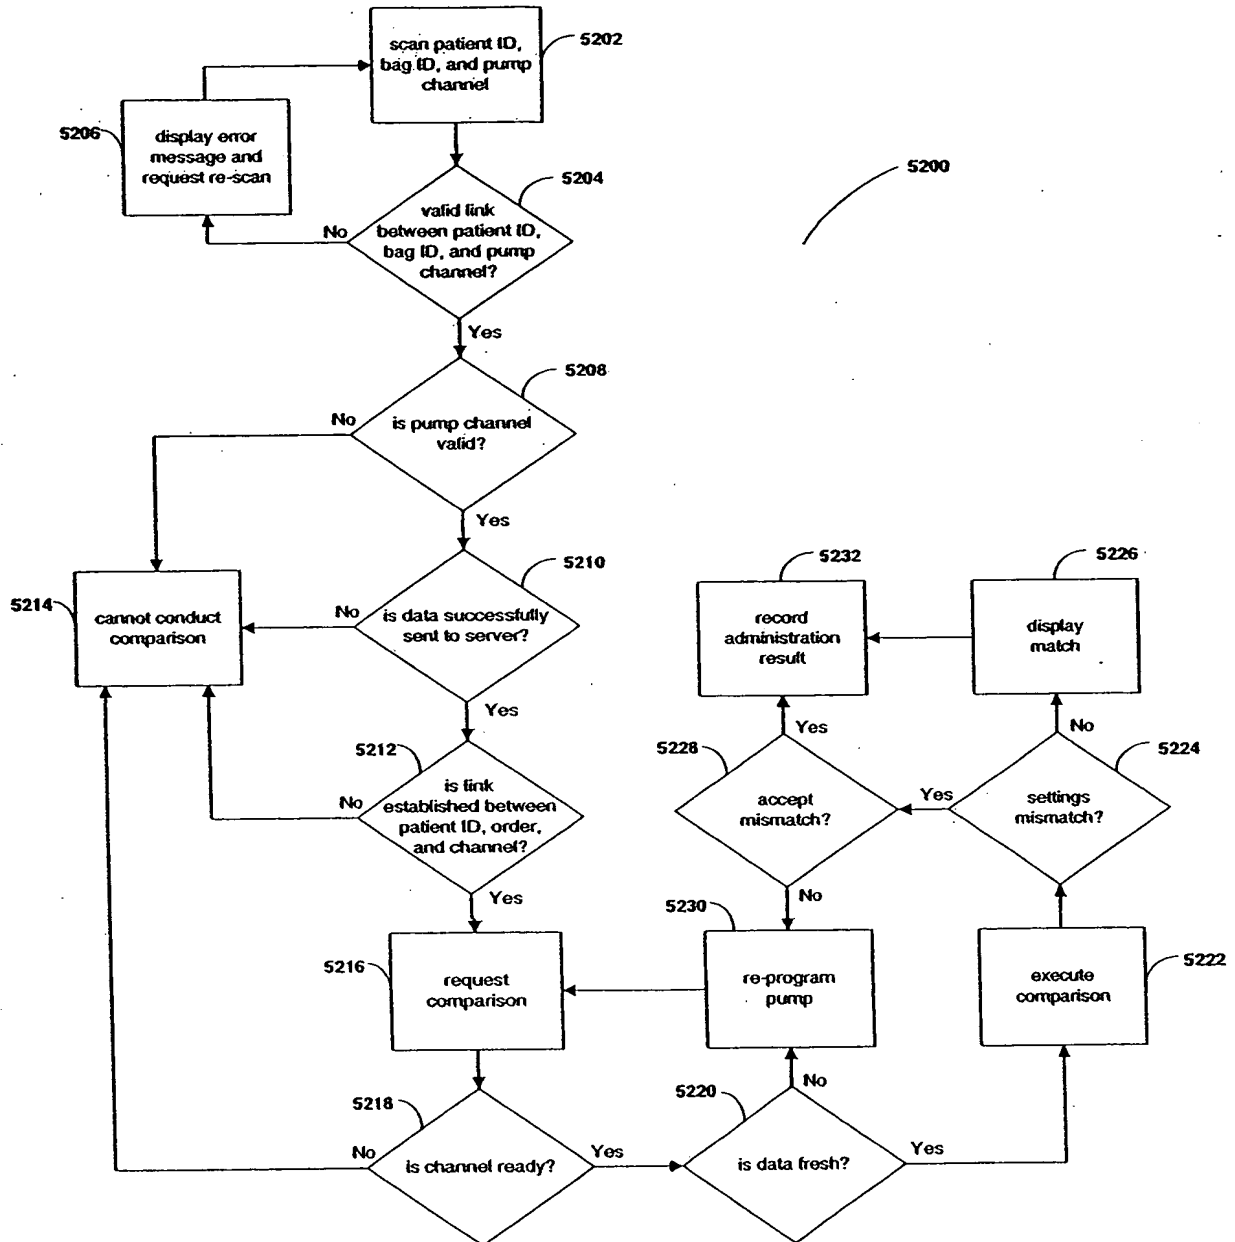 scan patient ID,
bag ID, and pump
channel
5202
5206
display error
message and
request re-scan
5200
5204
valid link
between patient ID,
bag ID, and pump
channel?
No
Yes
5208
is pump channel
valid?
No
Yes
5210
is data successfully
sent to server?
No
Yes
5214
cannot conduct
comparison
5212
is link
established between
patient ID, order,
and channel?
No
Yes
5216
request
comparison
5218
is channel ready?
No
Yes
5220
is data fresh?
No
Yes
5230
re-program
pump
5222
execute
comparison
5224
settings
mismatch?
Yes
No
5228
accept
mismatch?
Yes
No
5226
display
match
5232
record
administration
result